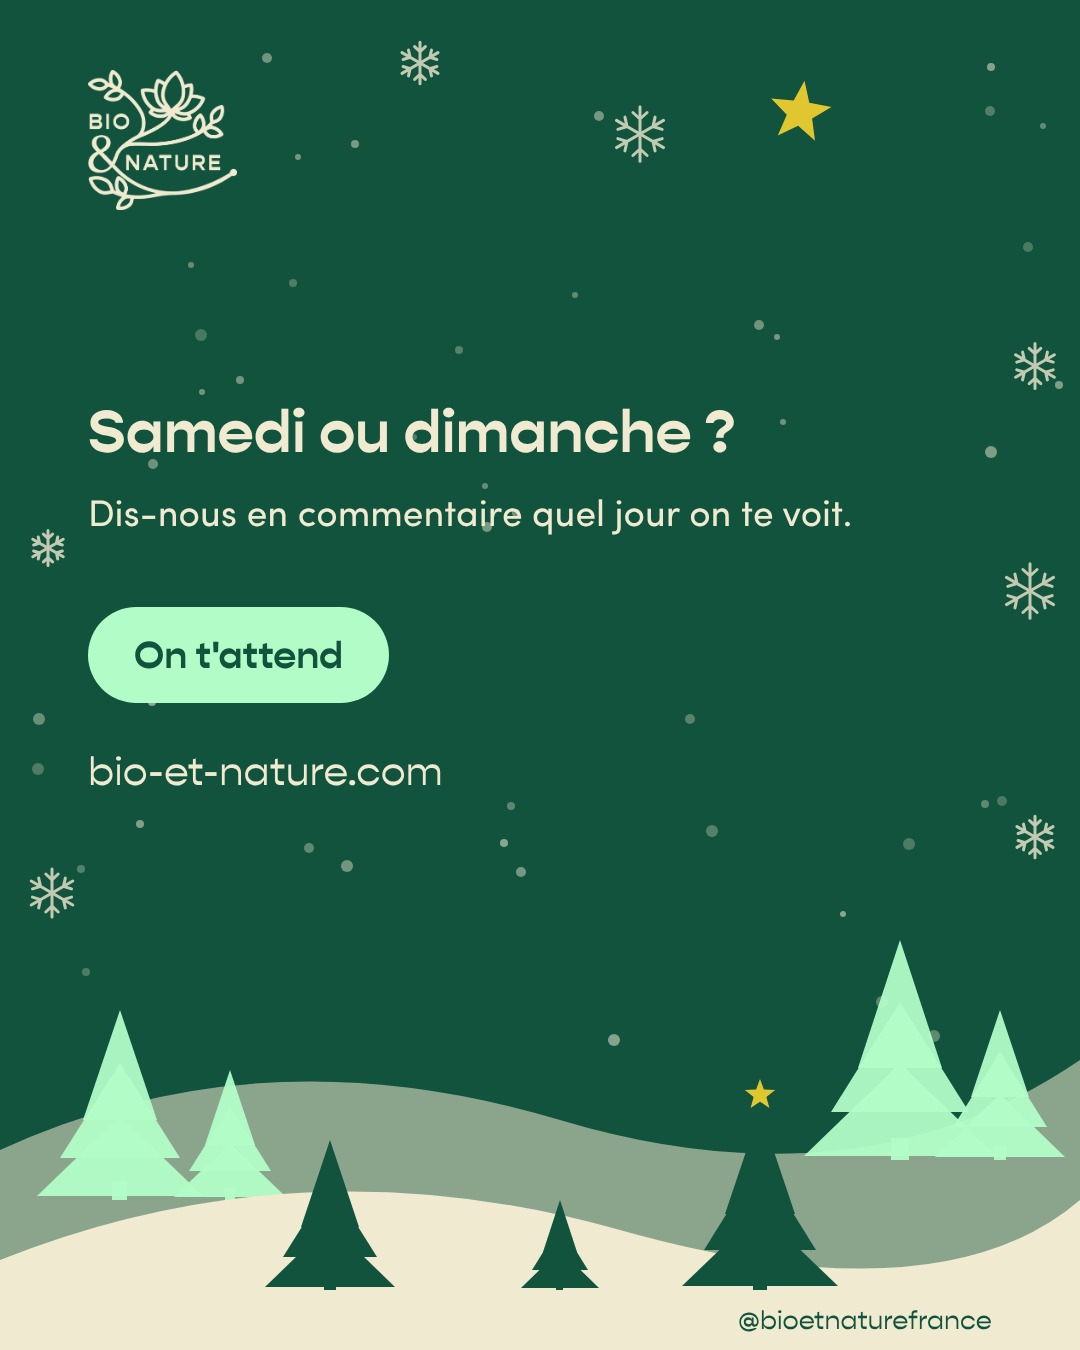 BIO
& NATURE
Samedi ou dimanche ?
Dis-nous en commentaire quel jour on te voit.
On t'attend
bio-et-nature.com
@bioetnaturefrance